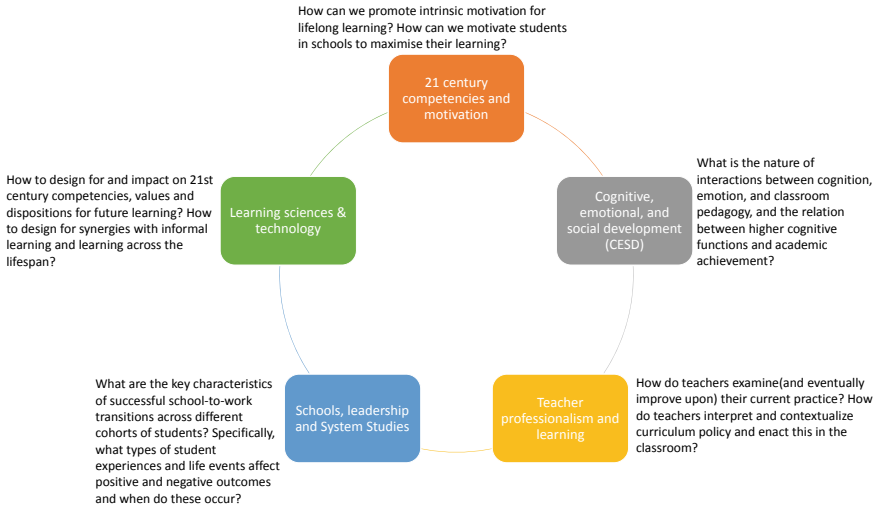 How can we promote intrinsic motivation for
lifelong learning? How can we motivate students
in schools to maximise their learning?
21 century
competencies and
motivation
What is the nature of
interactions between cognition,
emotion, and classroom
pedagogy, and the relation
between higher cognitive
functions and academic
achievement?
Cognitive,
emotional, and
social development
(CESD)
How do teachers examine(and eventually
improve upon) their current practice? How
do teachers interpret and contextualize
curriculum policy and enact this in the
classroom?
Teacher
professionalism and
learning
What are the key characteristics
of successful school-to-work
transitions across different
cohorts of students? Specifically,
what types of student
experiences and life events affect
positive and negative outcomes
and when do these occur?
Schools, leadership
and System Studies
How to design for and impact on 21st
century competencies, values and
dispositions for future learning? How
to design for synergies with informal
learning and learning across the
lifespan?
Learning sciences &
technology